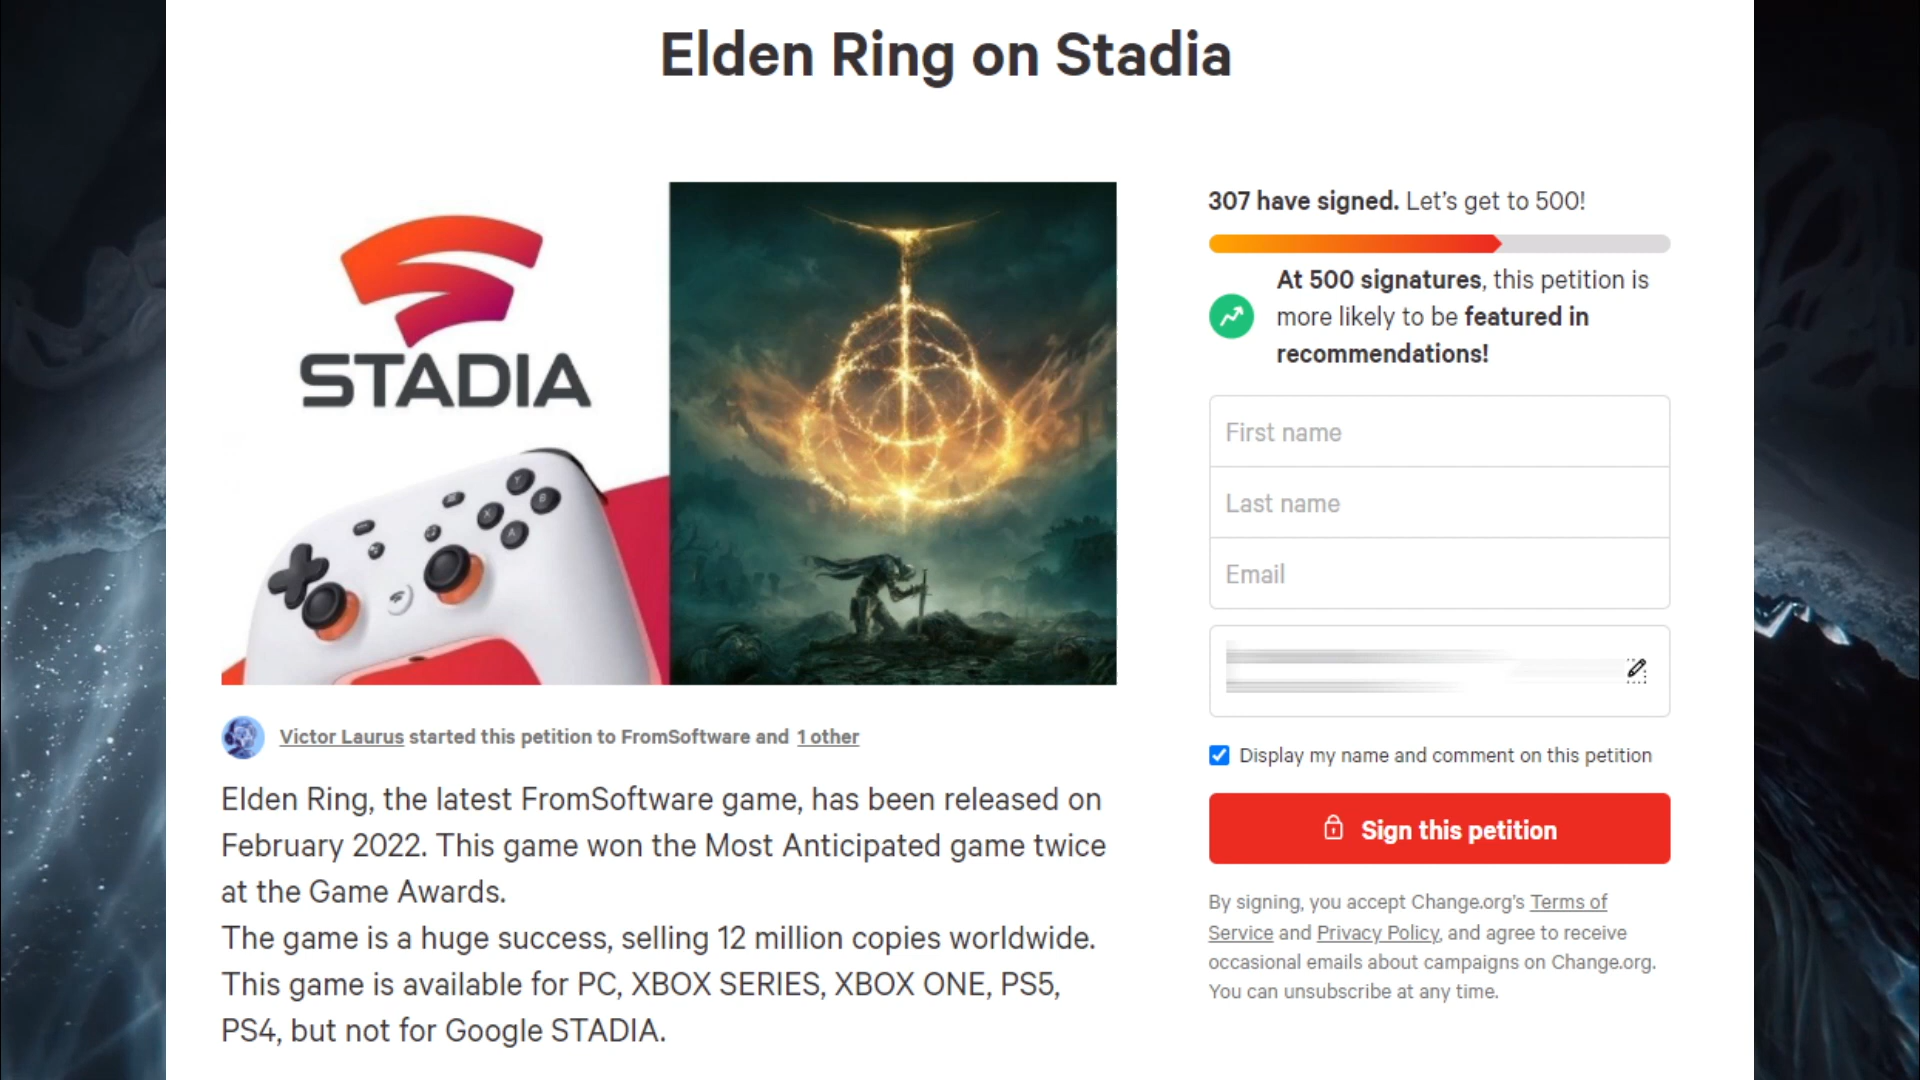 Elden Ring on Stadia
STADIA
Y
B
X
A
Victor Laurus started this petition to FromSoftware and 1 other
Elden Ring, the latest FromSoftware game, has been released on
February 2022. This game won the Most Anticipated game twice
at the Game Awards.
The game is a huge success, selling 12 million copies worldwide.
This game is available for PC, XBOX SERIES, XBOX ONE, PS5,
PS4, but not for Google STADIA.
307 have signed. Let's get to 500!
At 500 signatures, this petition is
more likely to be featured in
recommendations!
First name
Last name
Email
Display my name and comment on this petition
Sign this petition
By signing, you accept Change.org's Terms of
Service and Privacy Policy, and agree to receive
occasional emails about campaigns on Change.org.
You can unsubscribe at any time.